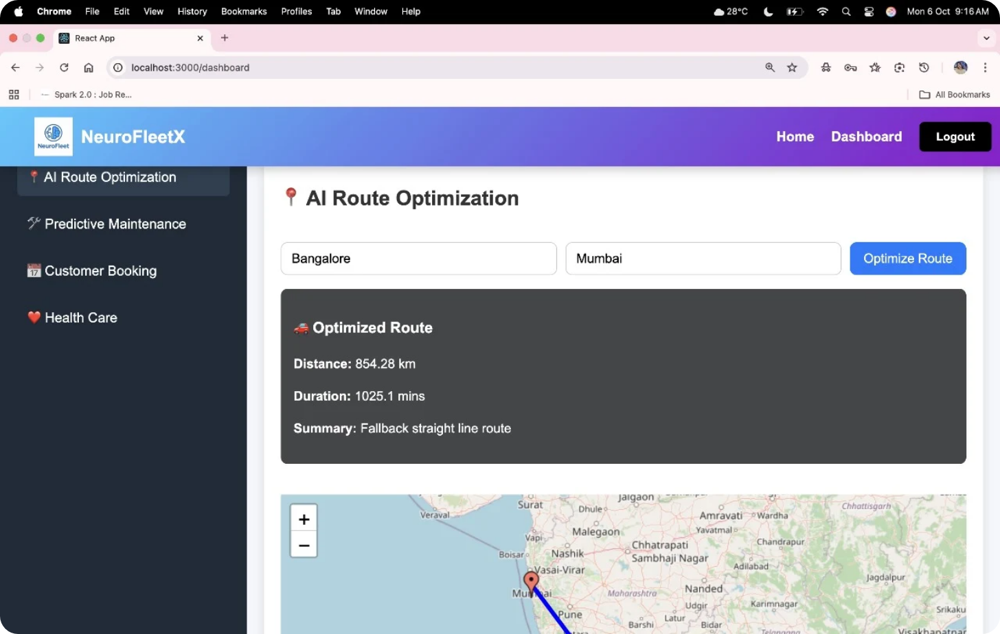 Chrome File Edit View History Bookmarks Profiles Tab Window Help 28°C Mon 6 Oct 9:16 AM
React App
localhost:3000/dashboard
Spark 2.0 : Job Re... All Bookmarks
NeuroFleet
NeuroFleetX Home Dashboard Logout
AI Route Optimization
17
Predictive Maintenance
Customer Booking
Health Care
AI Route Optimization
Bangalore Mumbai Optimize Route
Optimized Route
Distance: 854.28 km
Duration: 1025.1 mins
Summary: Fallback straight line route
+
−
Jalgaon
Surat
Chhattisgarh
Veraval
Dhule
Amravati
Wardha
Malegaon
Yavatmal
Vapi
Chandrapur
Chhatrapati
Sambhaji Nagar
Boisar
Nashik
Adilabad
Vasai-Virar
Jagdalpur
Mumbai
Maharashtra
Nanded
Udgir
Karimnagar
Srikaku
Pune
Latur
Barshi
Bidar
Telangana
Visakhapatnam